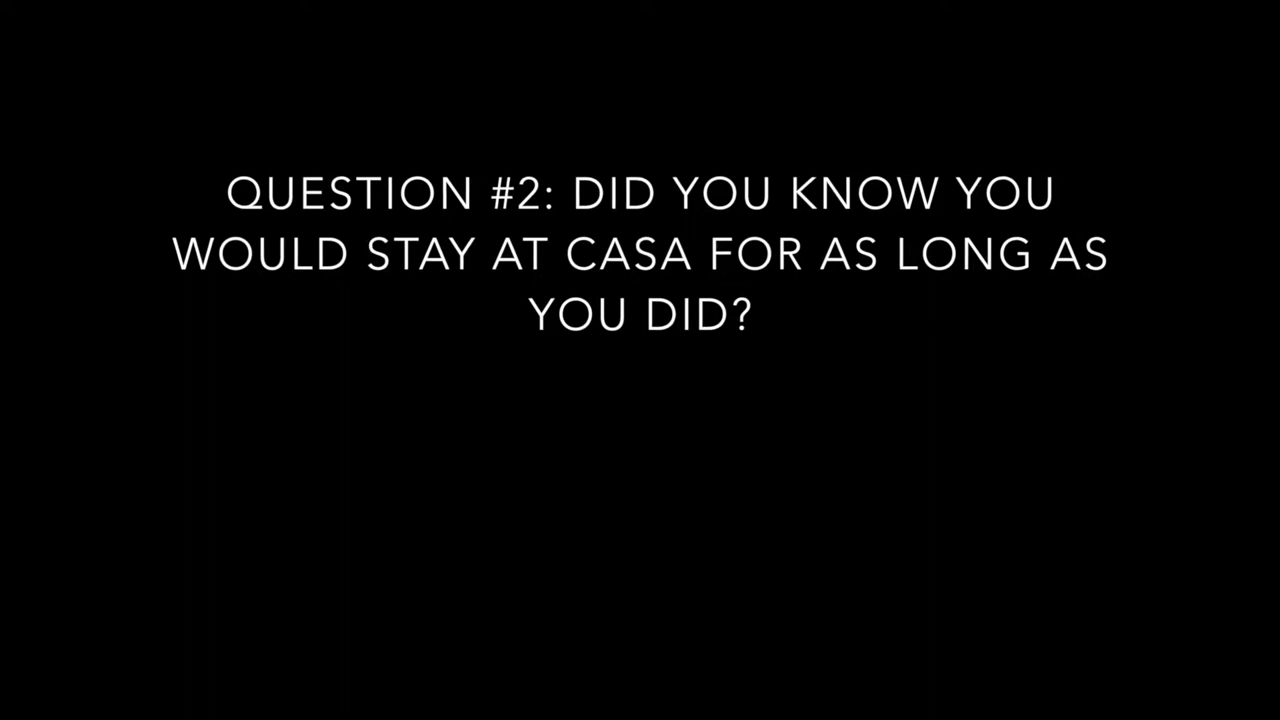 QUESTION #2: DID YOU KNOW YOU
WOULD STAY AT CASA FOR AS LONG AS
YOU DID?